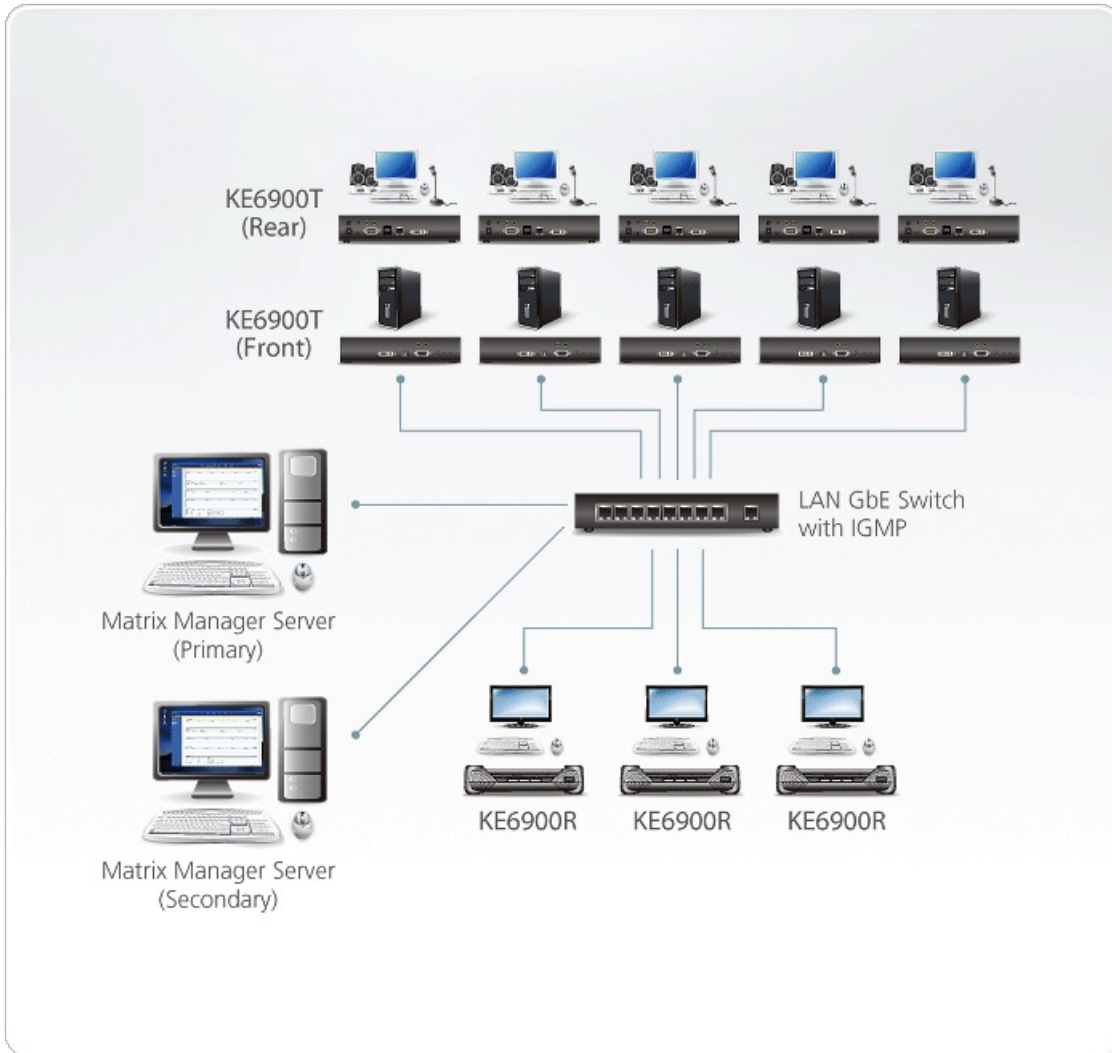 KE6900T
(Rear)
KE6900T
(Front)
LAN GbE Switch
with IGMP
Matrix Manager Server
(Primary)
KE6900R
KE6900R
KE6900R
Matrix Manager Server
(Secondary)